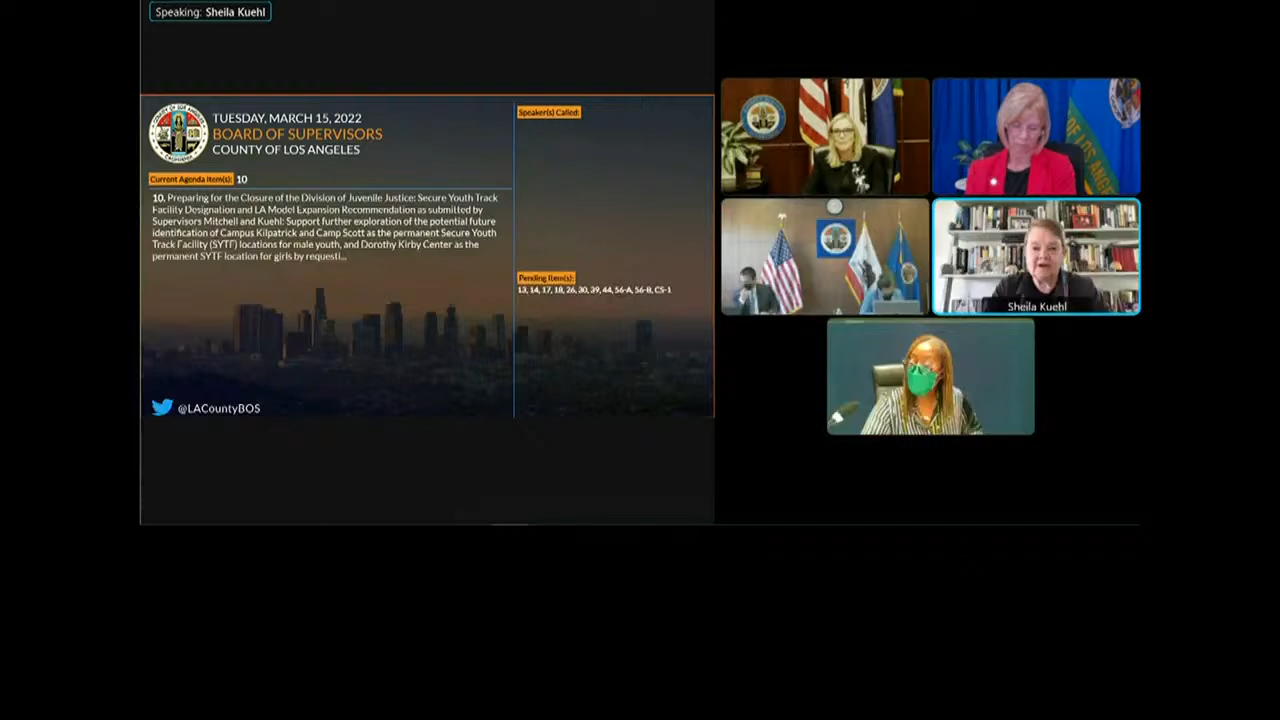 Speaking: Sheila Kuehl
TUESDAY, MARCH 15, 2022
BOARD OF SUPERVISORS
COUNTY OF LOS ANGELES
Current Agenda Item(s): 10
10. Preparing for the Closure of the Division of Juvenile Justice: Secure Youth Track
Facility Designation and LA Model Expansion Recommendation as submitted by
Supervisors Mitchell and Kuehl: Support further exploration of the potential future
identification of Campus Kilpatrick and Camp Scott as the permanent Secure Youth
Track Facility (SYTF) locations for male youth, and Dorothy Kirby Center as the
permanent SYTF location for girls by requesti...
@LACountyBOS
Speaker(s) Called:
Pending Item(s):
13, 14, 17, 18, 26, 30, 39, 44, 56-A, 56-B, CS-1
Sheila Kuehl